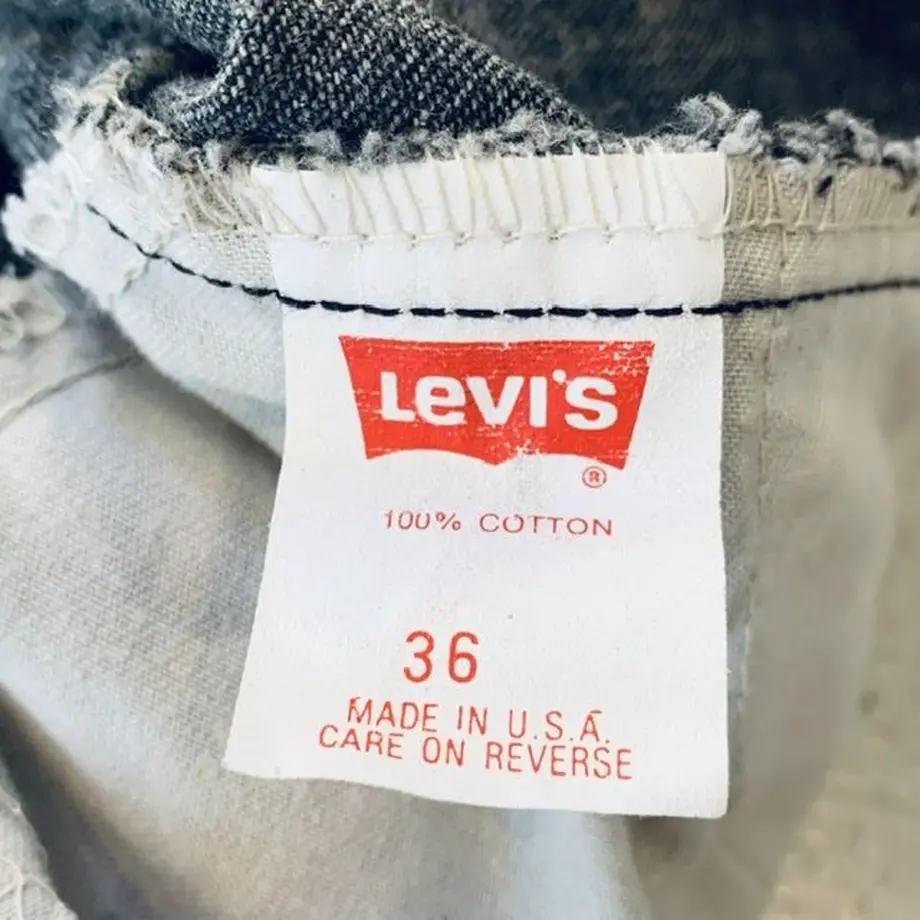 Levi's
®
100% COTTON
36
MADE IN U.S.A.
CARE ON REVERSE